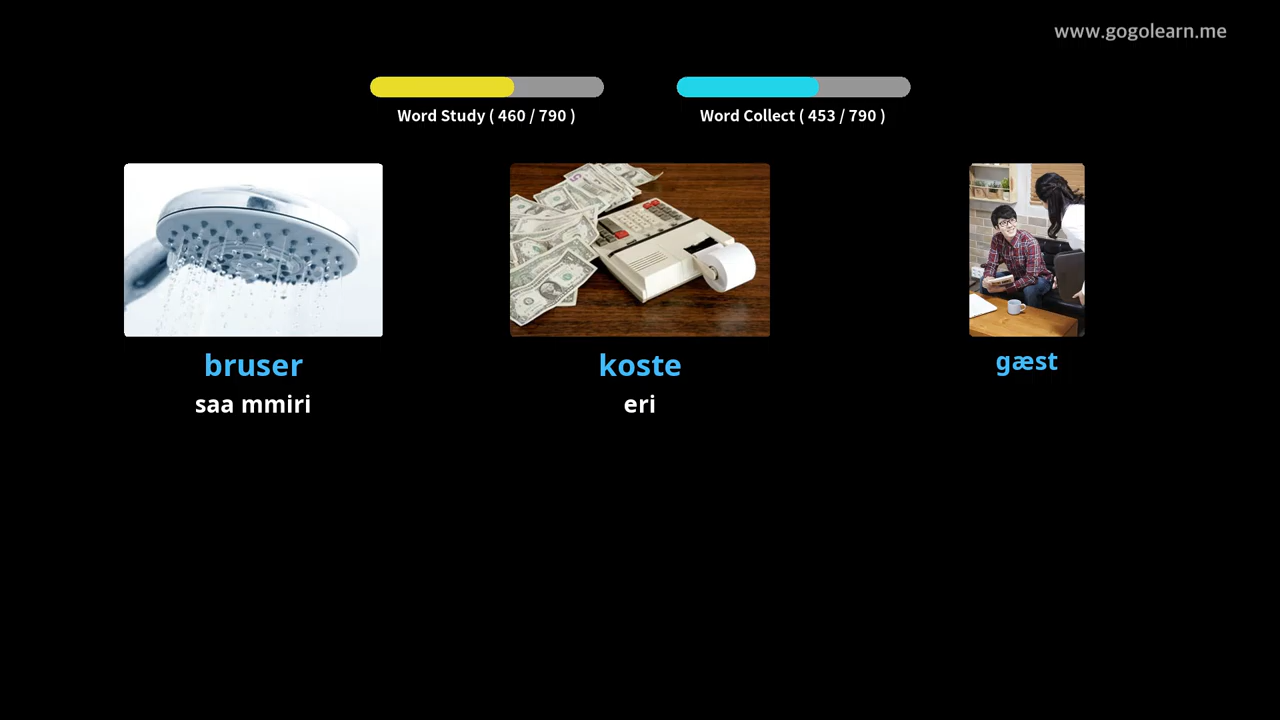 www.gogolearn.me
Word Study ( 460 / 790 )
Word Collect ( 453 / 790 )
bruser
saa mmiri
koste
eri
gæst